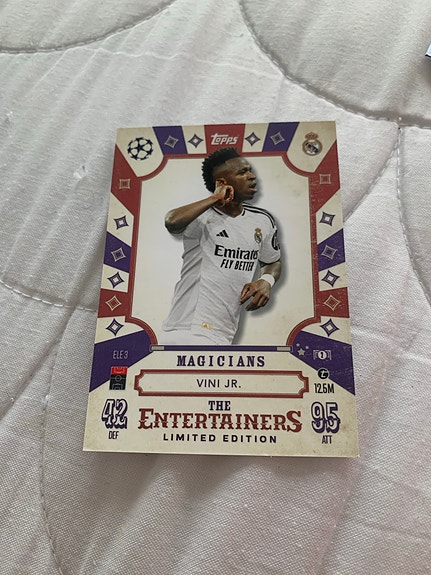 TOPPS
Emirates
FLY BETTER
ELE 3
MAGICIANS
VINI JR.
12.5M
42
DEF
THE
ENTERTAINERS
LIMITED EDITION
95
ATT